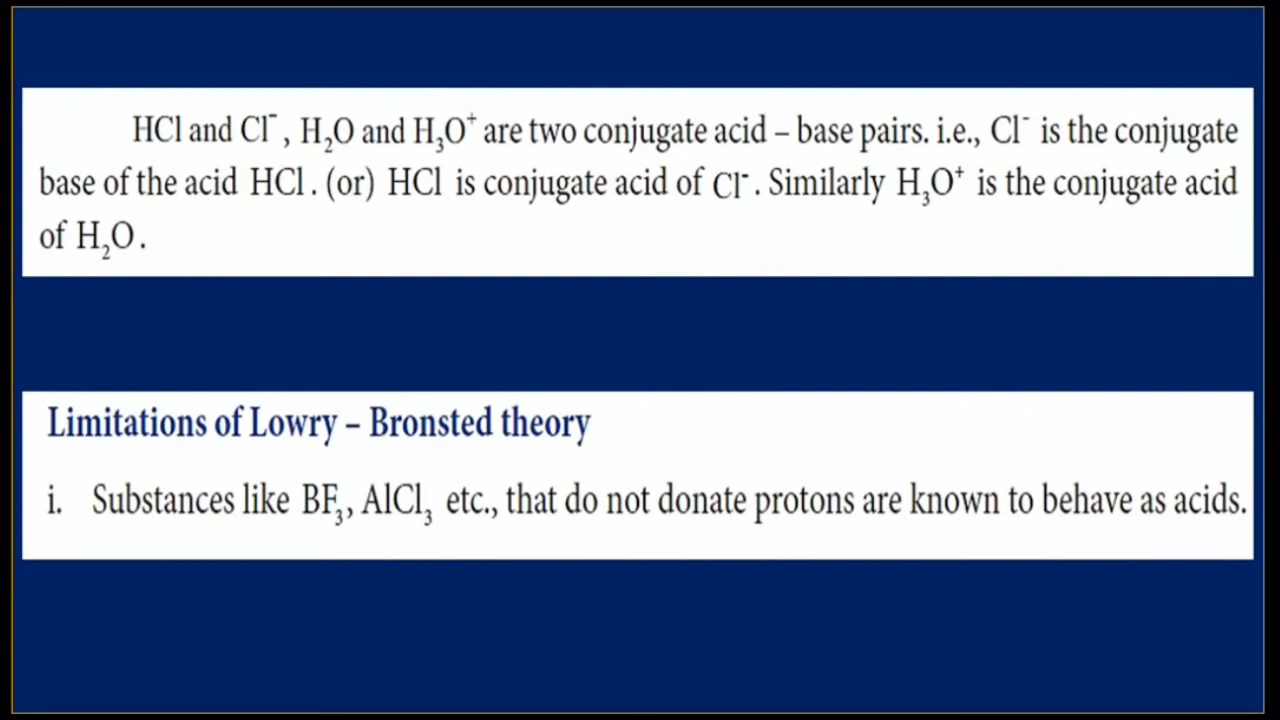 HCl and Cl⁻, H₂O and H₃O⁺ are two conjugate acid – base pairs. i.e., Cl⁻ is the conjugate
base of the acid HCl. (or) HCl is conjugate acid of Cl⁻. Similarly H₃O⁺ is the conjugate acid
of H₂O.
Limitations of Lowry – Bronsted theory
i. Substances like BF₃, AlCl₃ etc., that do not donate protons are known to behave as acids.